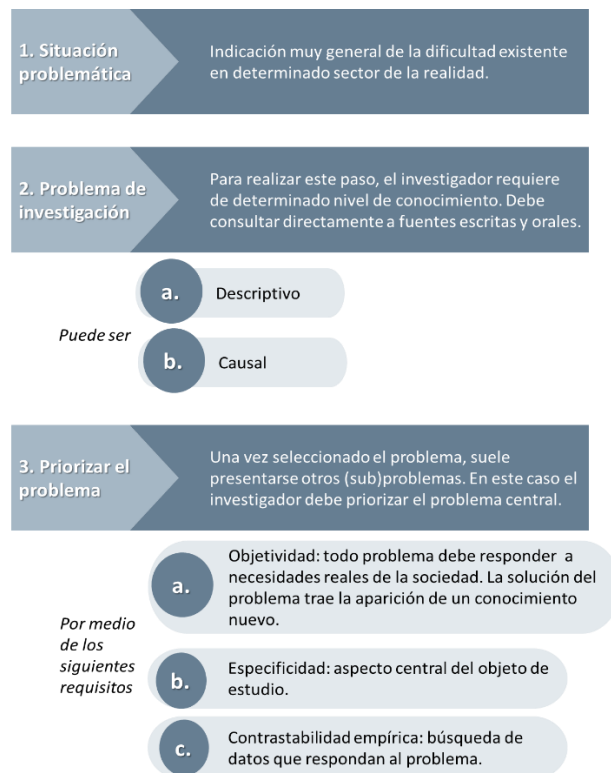 1. Situación
problemática
Indicación muy general de la dificultad existente
en determinado sector de la realidad.
2. Problema de
investigación
Para realizar este paso, el investigador requiere
de determinado nivel de conocimiento. Debe
consultar directamente a fuentes escritas y orales.
Puede ser
a.
Descriptivo
b.
Causal
3. Priorizar el
problema
Una vez seleccionado el problema, suele
presentarse otros (sub)problemas. En este caso el
investigador debe priorizar el problema central.
Por medio
de los
siguientes
requisitos
a.
Objetividad: todo problema debe responder a
necesidades reales de la sociedad. La solución del
problema trae la aparición de un conocimiento
nuevo.
b.
Especificidad: aspecto central del objeto de
estudio.
c.
Contrastabilidad empírica: búsqueda de
datos que respondan al problema.